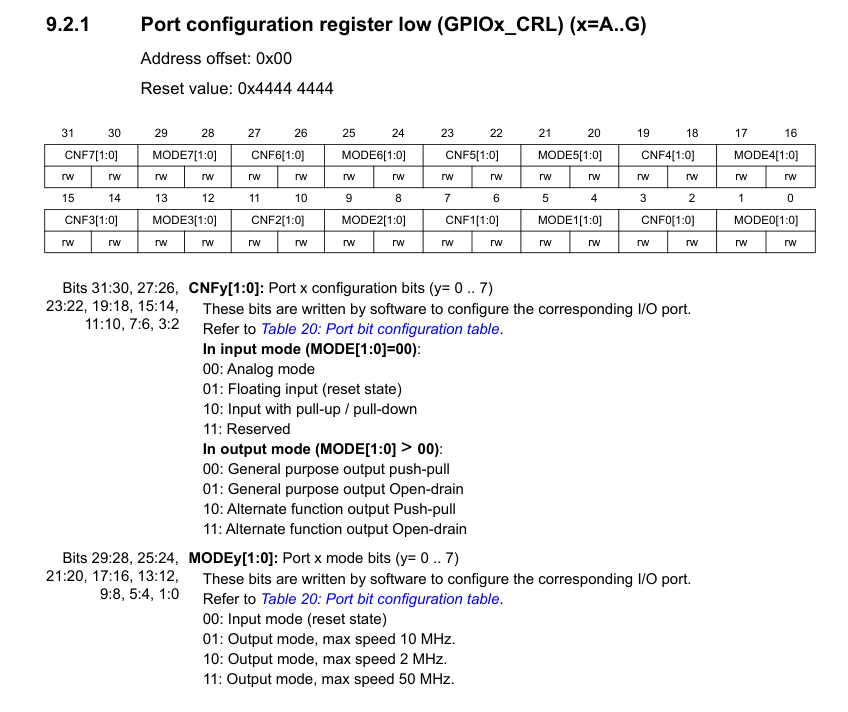 9.2.1 Port configuration register low (GPIOx_CRL) (x=A..G)
Address offset: 0x00
Reset value: 0x4444 4444
31 30 29 28 27 26 25 24 23 22 21 20 19 18 17 16
CNF7[1:0] MODE7[1:0] CNF6[1:0] MODE6[1:0] CNF5[1:0] MODE5[1:0] CNF4[1:0] MODE4[1:0]
rw rw rw rw rw rw rw rw rw rw rw rw rw rw rw rw
15 14 13 12 11 10 9 8 7 6 5 4 3 2 1 0
CNF3[1:0] MODE3[1:0] CNF2[1:0] MODE2[1:0] CNF1[1:0] MODE1[1:0] CNF0[1:0] MODE0[1:0]
rw rw rw rw rw rw rw rw rw rw rw rw rw rw rw rw
Bits 31:30, 27:26, CNFy[1:0]: Port x configuration bits (y= 0 .. 7)
23:22, 19:18, 15:14, These bits are written by software to configure the corresponding I/O port.
11:10, 7:6, 3:2 Refer to Table 20: Port bit configuration table.
In input mode (MODE[1:0]=00):
00: Analog mode
01: Floating input (reset state)
10: Input with pull-up / pull-down
11: Reserved
In output mode (MODE[1:0] > 00):
00: General purpose output push-pull
01: General purpose output Open-drain
10: Alternate function output Push-pull
11: Alternate function output Open-drain
Bits 29:28, 25:24, MODEy[1:0]: Port x mode bits (y= 0 .. 7)
21:20, 17:16, 13:12, These bits are written by software to configure the corresponding I/O port.
9:8, 5:4, 1:0 Refer to Table 20: Port bit configuration table.
00: Input mode (reset state)
01: Output mode, max speed 10 MHz.
10: Output mode, max speed 2 MHz.
11: Output mode, max speed 50 MHz.